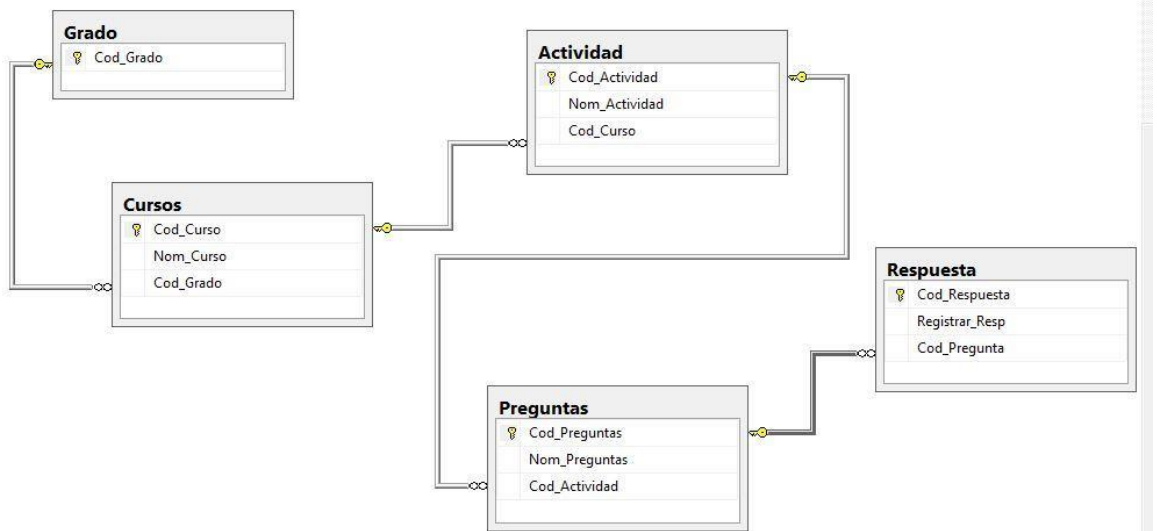 Grado
Cod_Grado
Actividad
Cod_Actividad
Nom_Actividad
Cod_Curso
Cursos
Cod_Curso
Nom_Curso
Cod_Grado
Respuesta
Cod_Respuesta
Registrar_Resp
Cod_Pregunta
Preguntas
Cod_Preguntas
Nom_Preguntas
Cod_Actividad